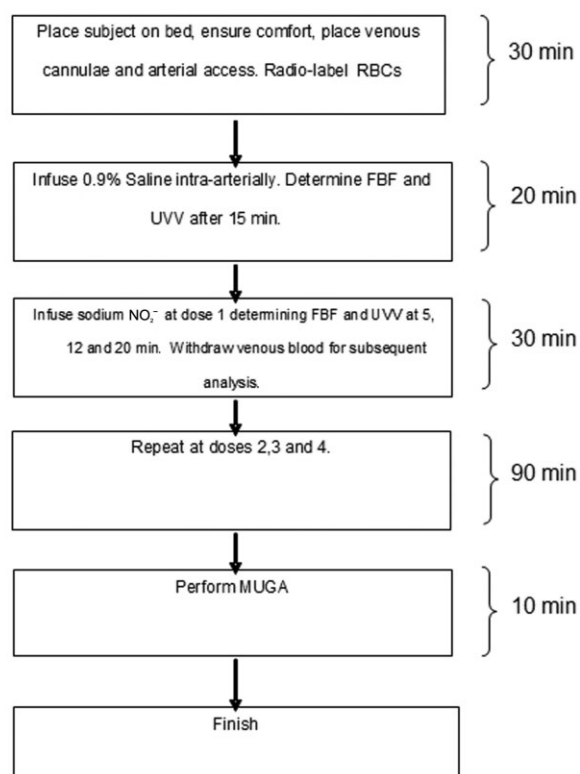 Place subject on bed, ensure comfort, place venous
cannulae and arterial access. Radio-label RBCs
30 min
Infuse 0.9% Saline intra-arterially. Determine FBF and
UVV after 15 min.
20 min
Infuse sodium NO₂⁻ at dose 1 determining FBF and UVV at 5,
12 and 20 min. Withdraw venous blood for subsequent
analysis.
30 min
Repeat at doses 2,3 and 4.
90 min
Perform MUGA
10 min
Finish